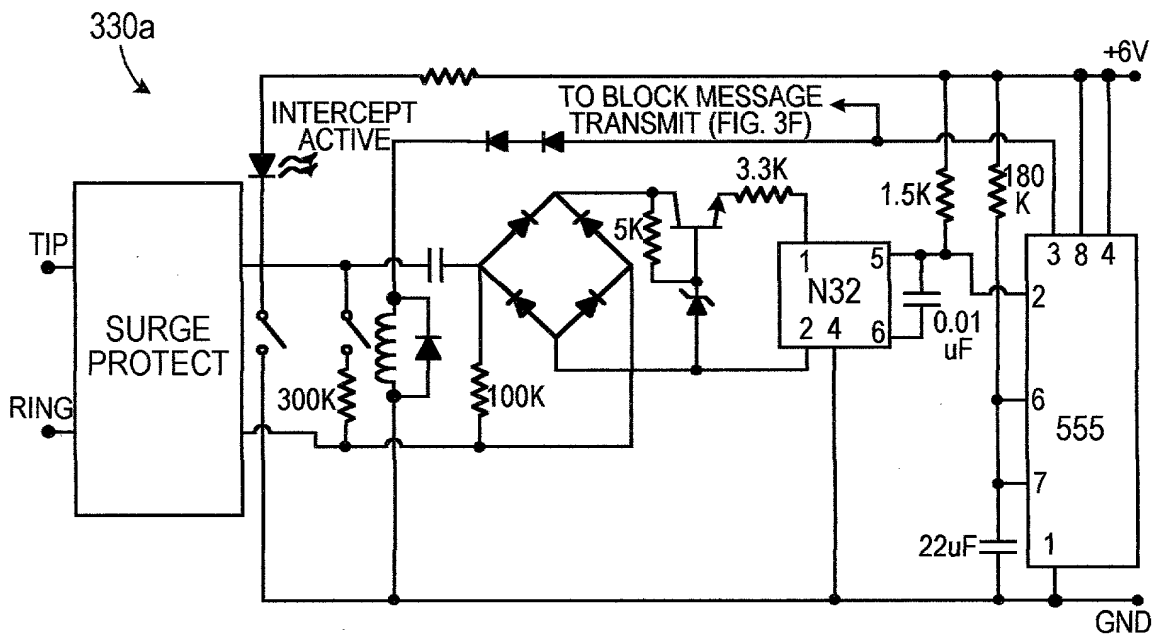 330a
+6V
INTERCEPT
ACTIVE
TO BLOCK MESSAGE
TRANSMIT (FIG. 3F)
3.3K
1.5K
180
K
5K
TIP
SURGE
PROTECT
RING
300K
100K
1
5
N32
2
4
6
0.01
uF
3
8
4
2
6
555
7
1
22uF
GND